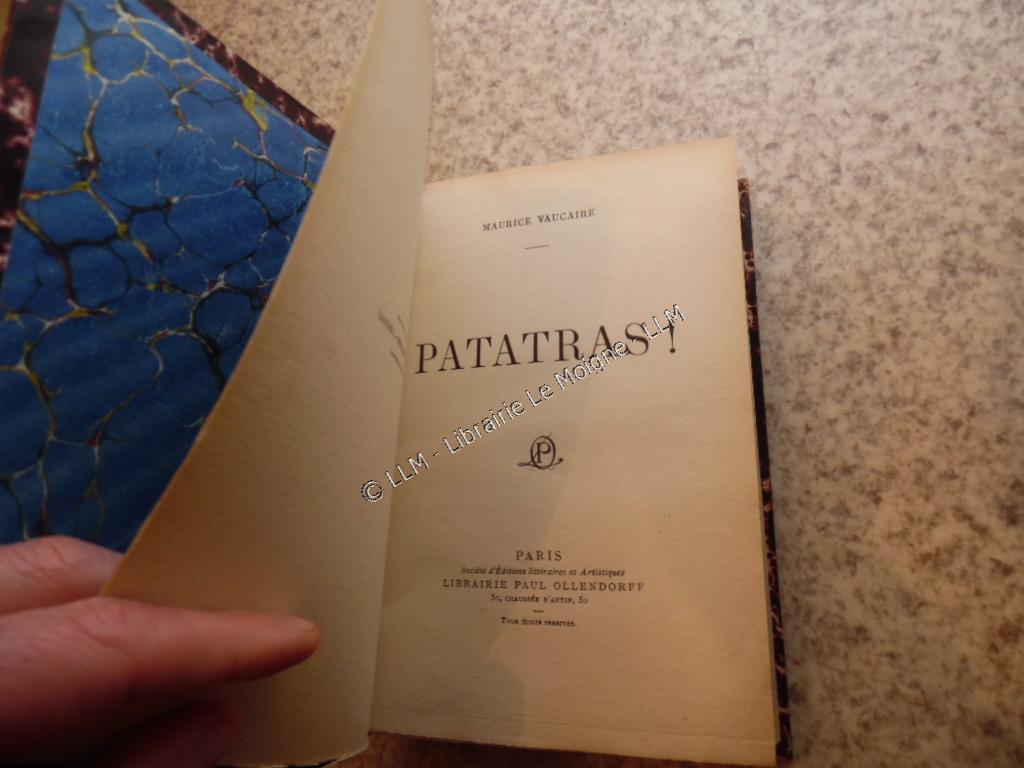 MAURICE VAUCAIRE
PATATRAS !
© LLM - Librairie Le Moigne LLM
PARIS
Société d'Éditions littéraires et Artistiques
LIBRAIRIE PAUL OLLENDORFF
50, CHAUSSÉE D'ANTIN, 50
Tous droits réservés.